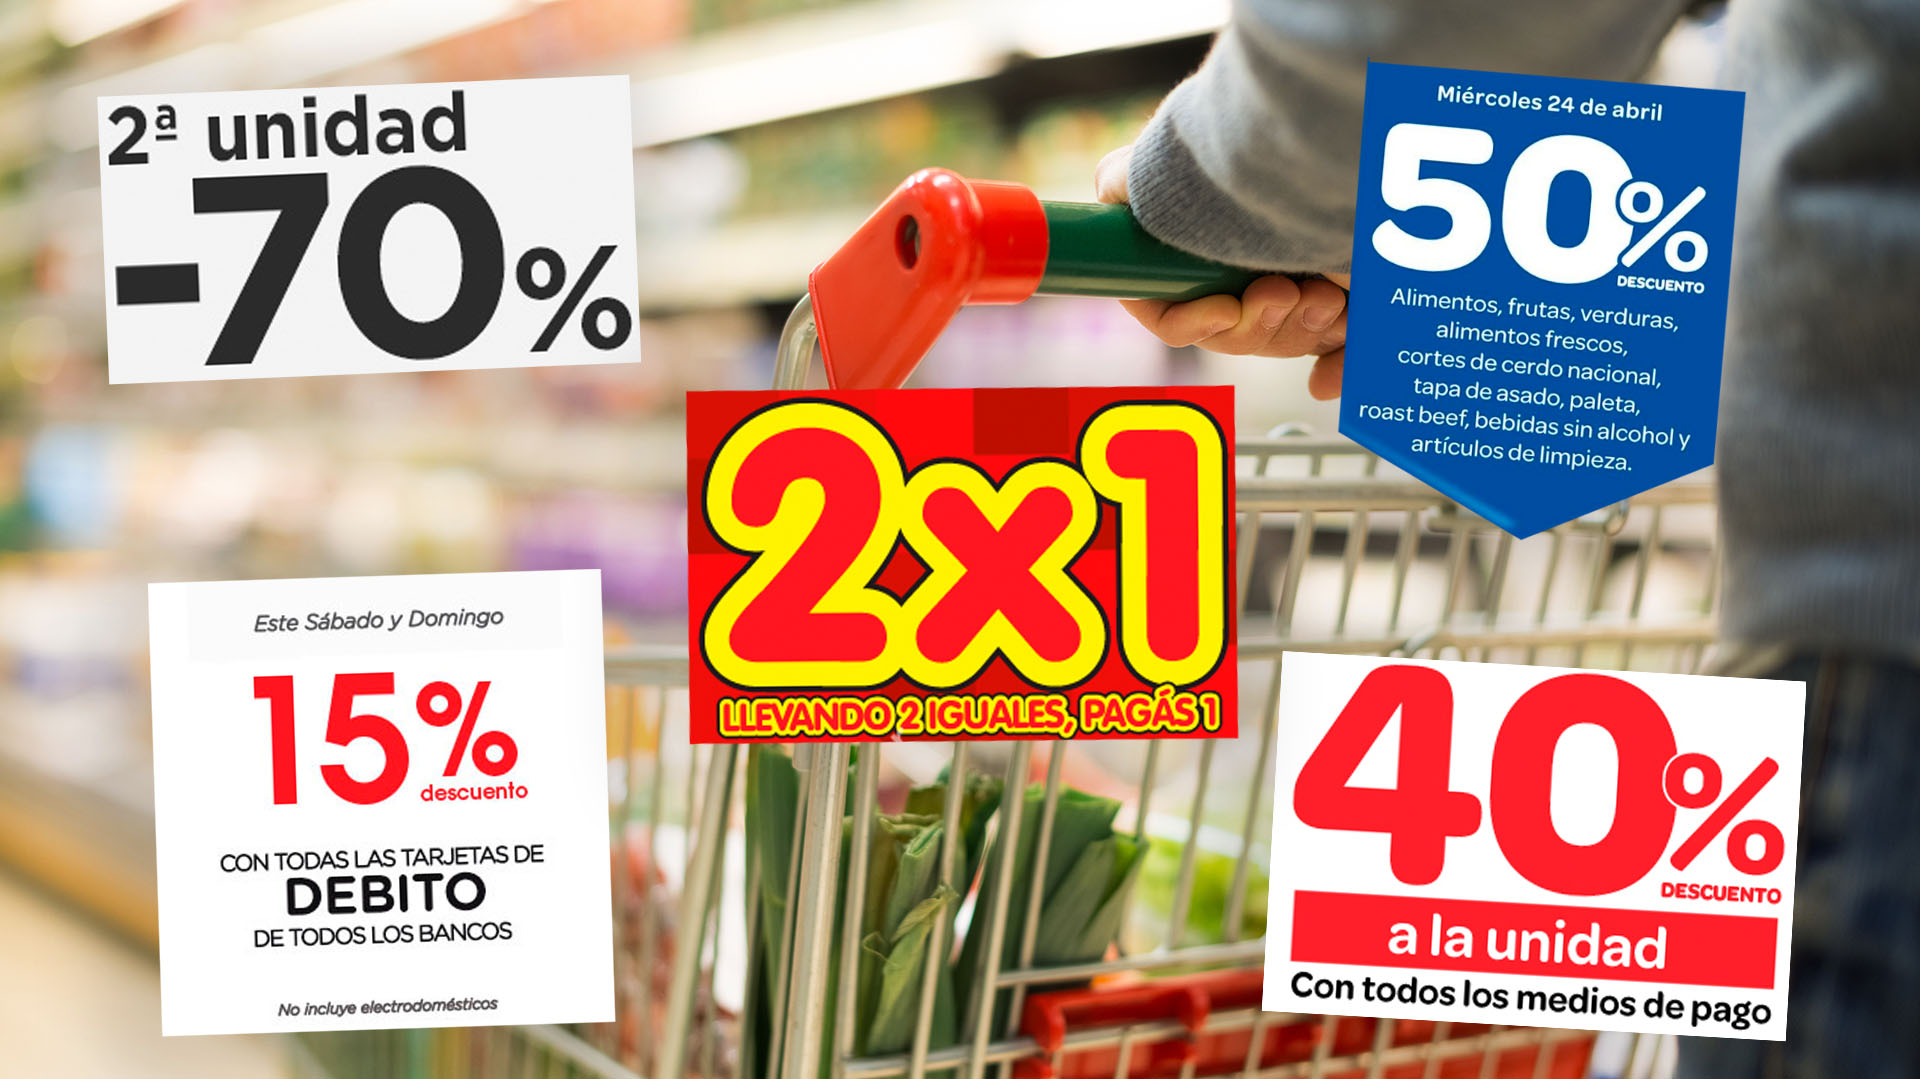 2ª unidad
-70%
Miércoles 24 de abril
50%
DESCUENTO
Alimentos, frutas, verduras,
alimentos frescos,
cortes de cerdo nacional,
tapa de asado, paleta,
roast beef, bebidas sin alcohol y
artículos de limpieza.
2x1
LLEVANDO 2 IGUALES, PAGÁS 1
Este Sábado y Domingo
15%
descuento
CON TODAS LAS TARJETAS DE
DEBITO
DE TODOS LOS BANCOS
No incluye electrodomésticos
40%
DESCUENTO
a la unidad
Con todos los medios de pago